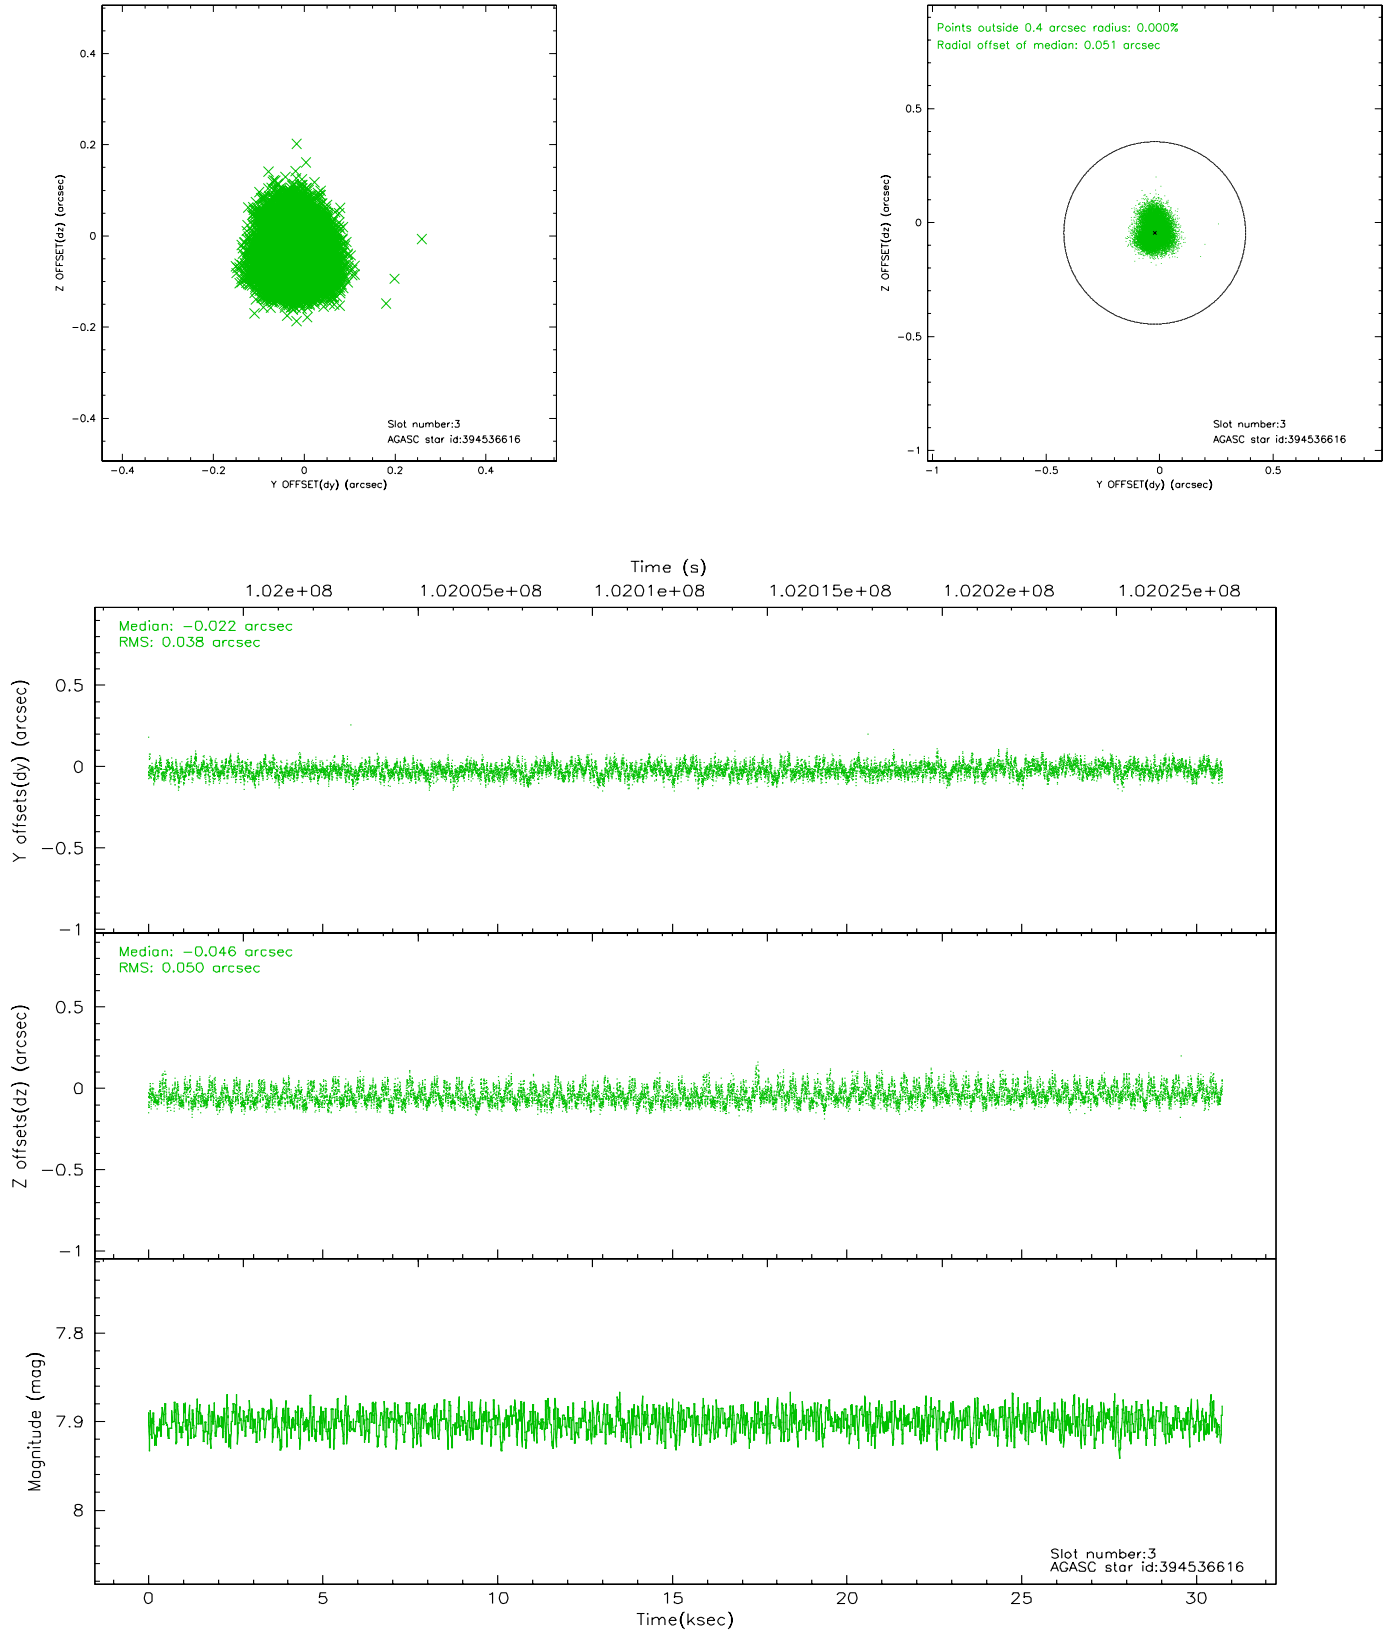 0.4
0.2
0
-0.2
-0.4
Z OFFSET(dz) (arcsec)
Slot number:3
AGASC star id:394536616
-0.4 -0.2 0 0.2 0.4
Y OFFSET(dy) (arcsec)
Points outside 0.4 arcsec radius: 0.000%
Radial offset of median: 0.051 arcsec
0.5
0
-0.5
-1
Z OFFSET(dz) (arcsec)
Slot number:3
AGASC star id:394536616
-1 -0.5 0 0.5
Y OFFSET(dy) (arcsec)
Time (s)
1.02e+08 1.02005e+08 1.0201e+08 1.02015e+08 1.0202e+08 1.02025e+08
Median: -0.022 arcsec
RMS: 0.038 arcsec
0.5
0
-0.5
-1
Y offsets(dy) (arcsec)
Median: -0.046 arcsec
RMS: 0.050 arcsec
0.5
0
-0.5
-1
Z offsets(dz) (arcsec)
7.8
7.9
8
Magnitude (mag)
Slot number:3
AGASC star id:394536616
0 5 10 15 20 25 30
Time(ksec)